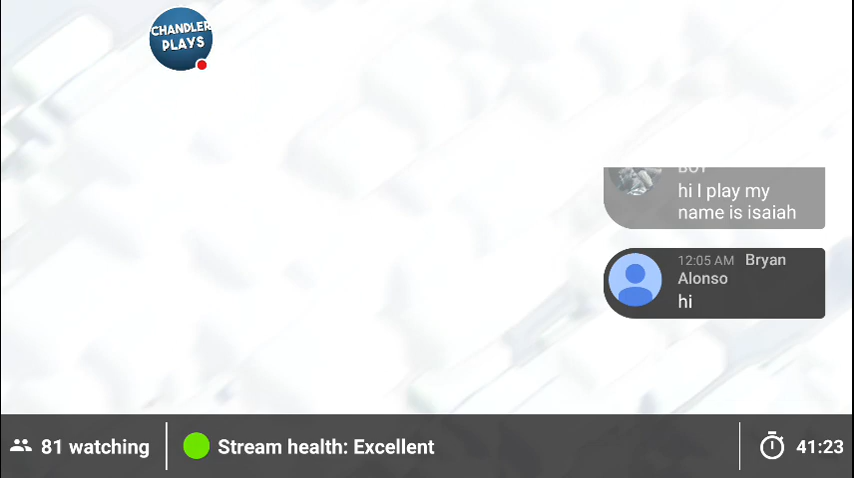 CHANDLER
PLAYS
BOY
hi I play my
name is isaiah
12:05 AM Bryan
Alonso
hi
81 watching
Stream health: Excellent
41:23